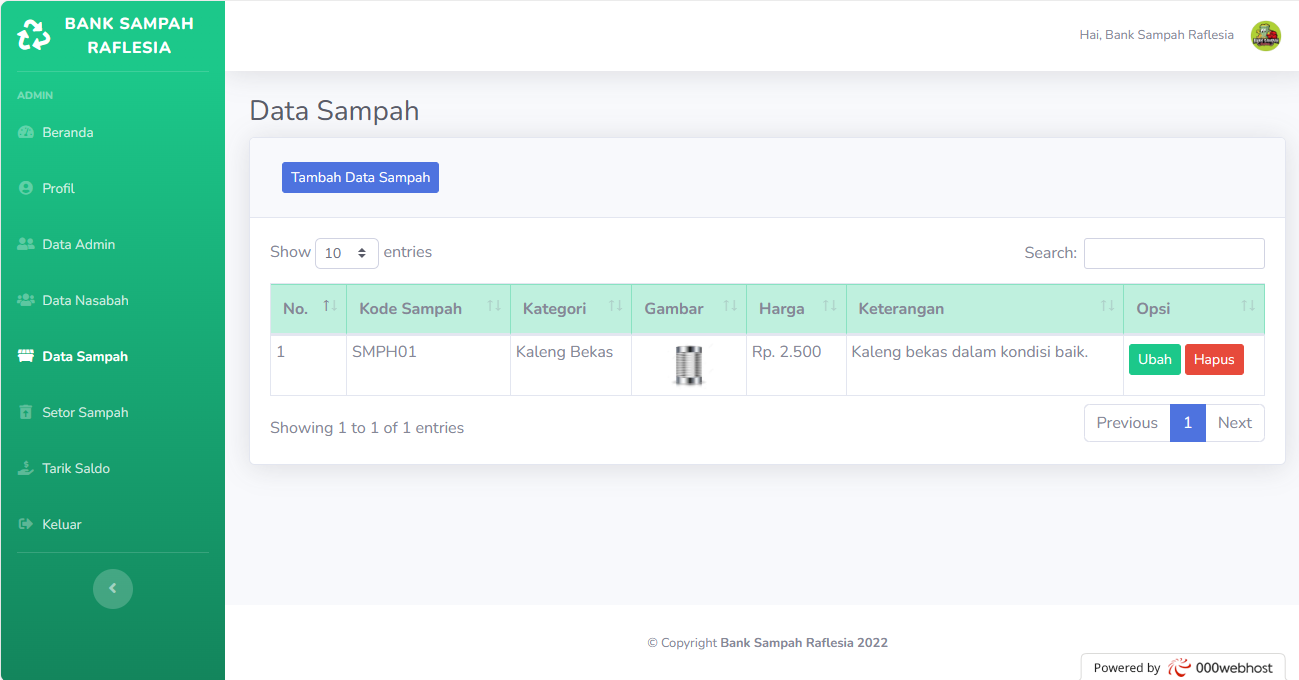 BANK SAMPAH
RAFLESIA
Hai, Bank Sampah Raflesia
ADMIN
Beranda
Profil
Data Admin
Data Nasabah
Data Sampah
Setor Sampah
Tarik Saldo
Keluar
Data Sampah
Tambah Data Sampah
Show 10 entries Search:
No. Kode Sampah Kategori Gambar Harga Keterangan Opsi
1 SMPH01 Kaleng Bekas Rp. 2.500 Kaleng bekas dalam kondisi baik. Ubah Hapus
Showing 1 to 1 of 1 entries Previous 1 Next
© Copyright Bank Sampah Raflesia 2022
Powered by 000webhost